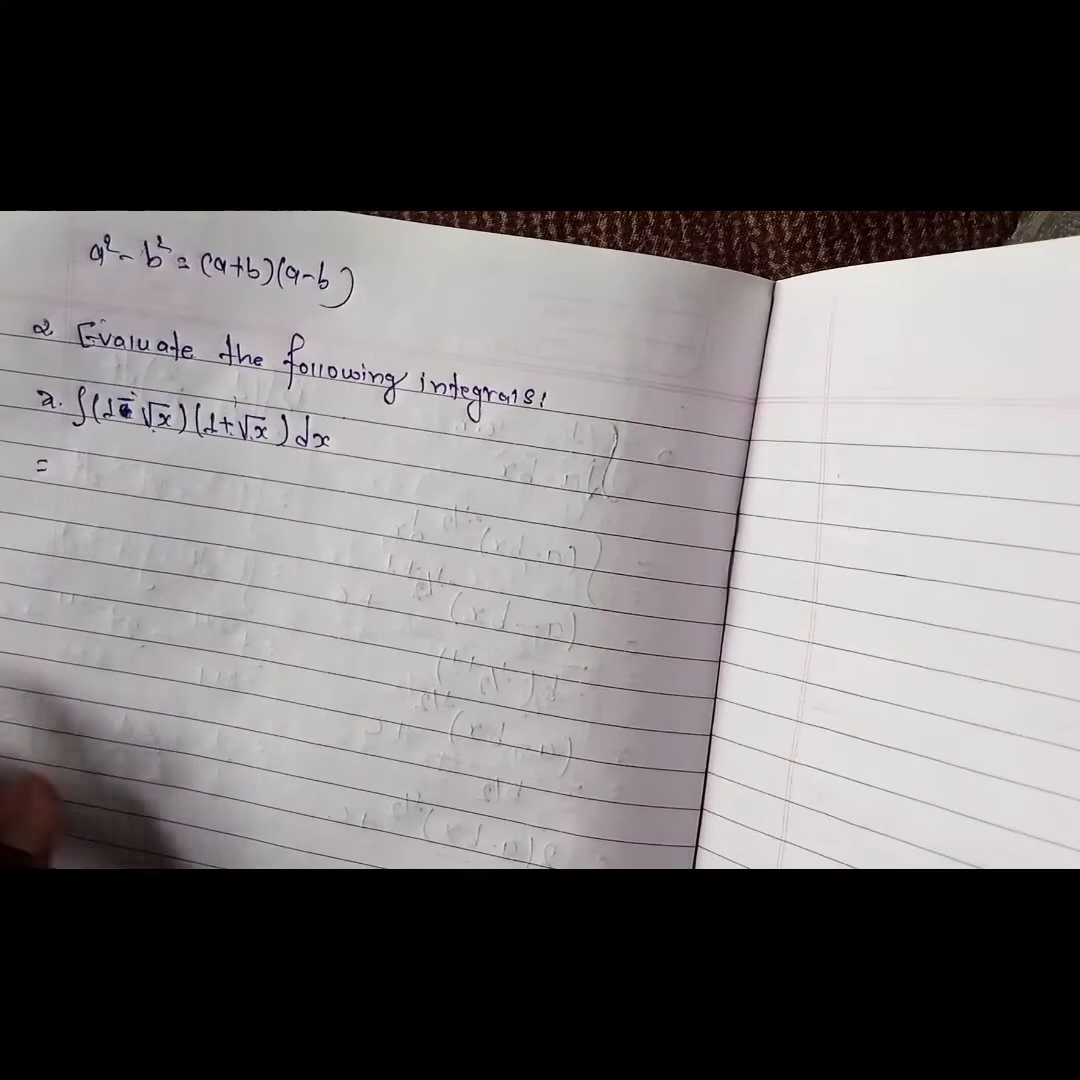 a² - b² = (a+b)(a-b)
2 Evaluate the following integrals:
a. ∫(1 - √x)(1 + √x) dx
=